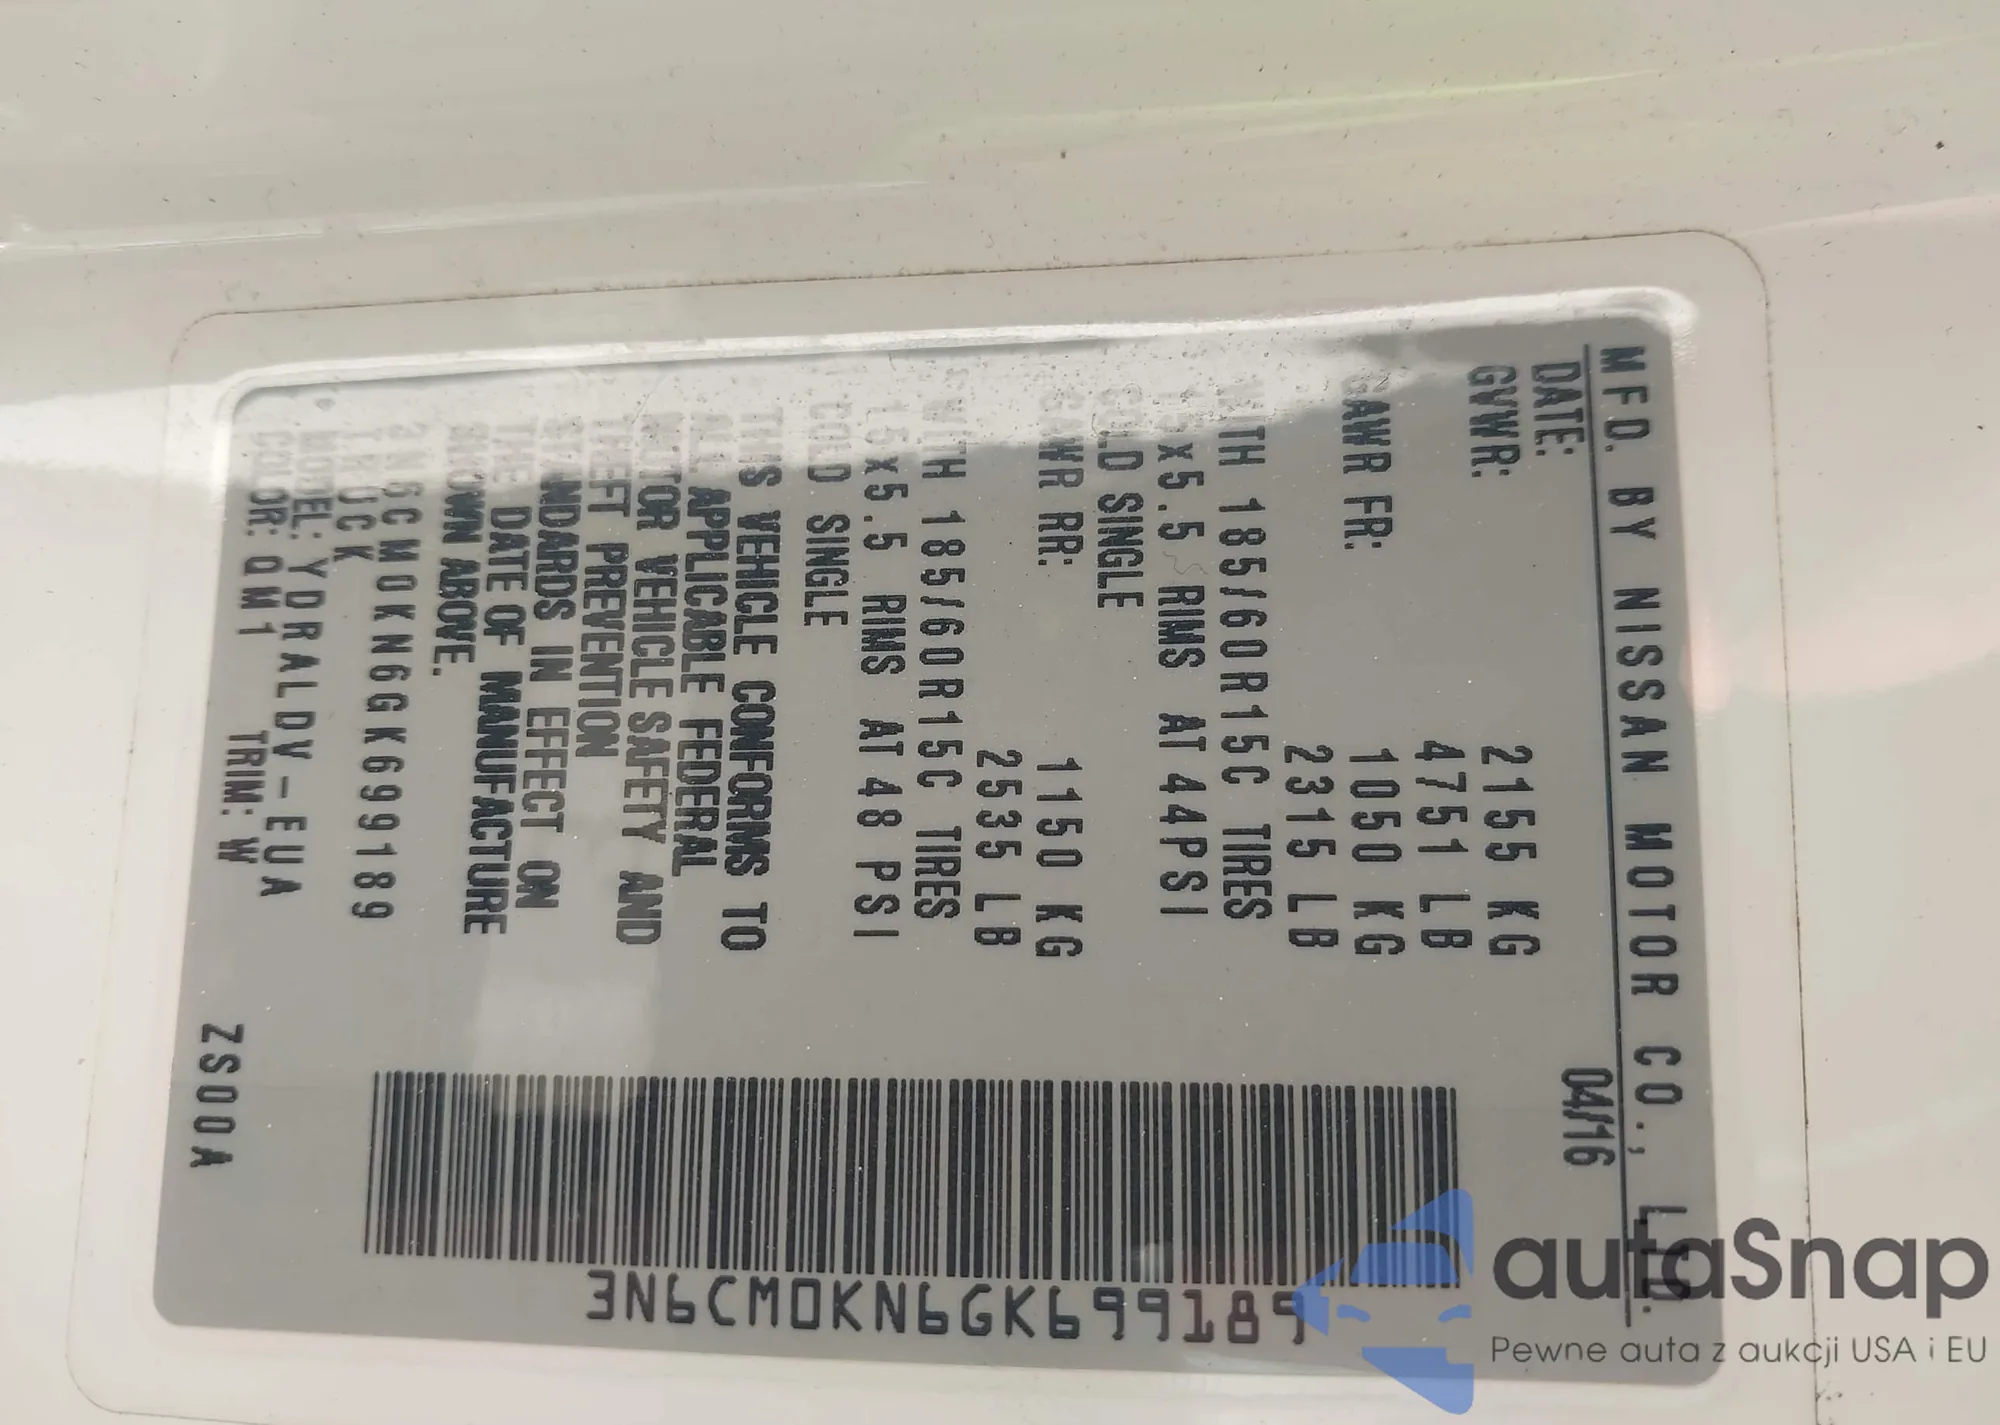 MFD. BY NISSAN MOTOR CO., LTD.
DATE: 04/16
GVWR: 2155 KG
4751 LB
GAWR FR: 1050 KG
2315 LB
WITH 185/60R15C TIRES
15x5.5 RIMS AT 44PSI
COLD SINGLE
GAWR RR: 1150 KG
2535 LB
WITH 185/60R15C TIRES
15x5.5 RIMS AT 48 PSI
COLD SINGLE
THIS VEHICLE CONFORMS TO
ALL APPLICABLE FEDERAL
MOTOR VEHICLE SAFETY AND
THEFT PREVENTION
STANDARDS IN EFFECT ON
THE DATE OF MANUFACTURE
SHOWN ABOVE.
3N6CM0KN6GK699189
TRUCK
MODEL: YDRALDV-EUA
COLOR: QM1 TRIM: W ZS00A
3N6CM0KN6GK699189
autaSnap
Pewne auta z aukcji USA i EU